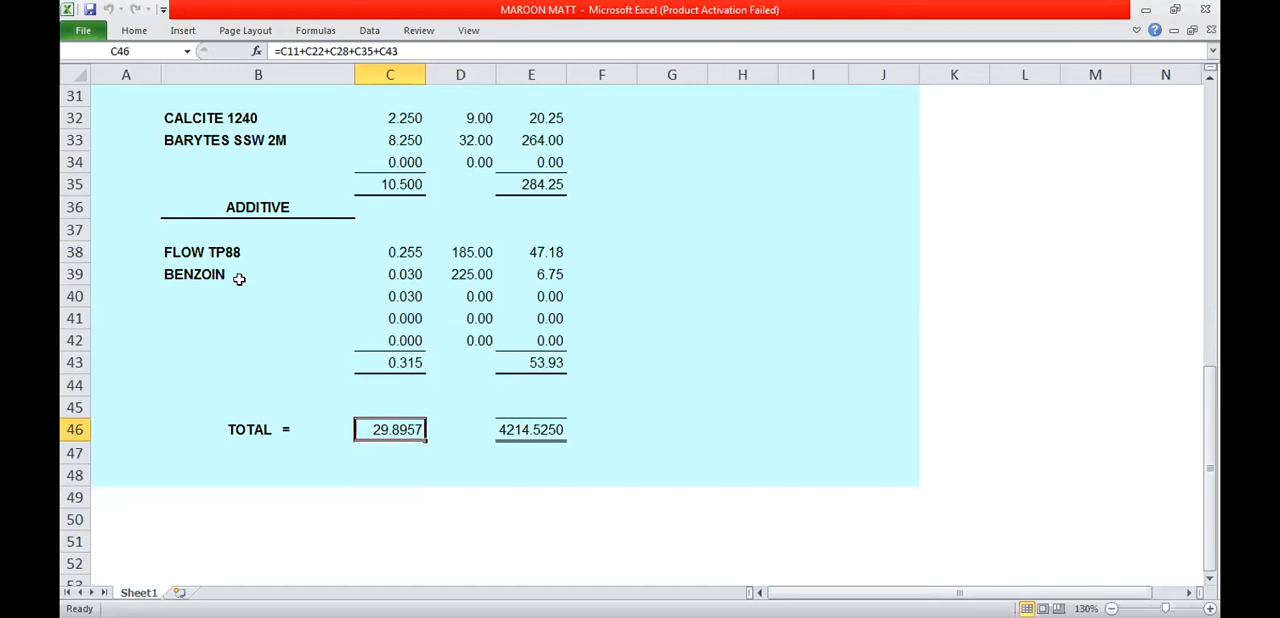 MAROON MATT - Microsoft Excel (Product Activation Failed)
File Home Insert Page Layout Formulas Data Review View
C46 fx =C11+C22+C28+C35+C43
A B C D E F G H I J K L M N
31
32 CALCITE 1240 2.250 9.00 20.25
33 BARYTES SSW 2M 8.250 32.00 264.00
34 0.000 0.00 0.00
35 10.500 284.25
36 ADDITIVE
37
38 FLOW TP88 0.255 185.00 47.18
39 BENZOIN 0.030 225.00 6.75
40 0.030 0.00 0.00
41 0.000 0.00 0.00
42 0.000 0.00 0.00
43 0.315 53.93
44
45
46 TOTAL = 29.8957 4214.5250
47
48
49
50
51
52
53
Sheet1
Ready 130%